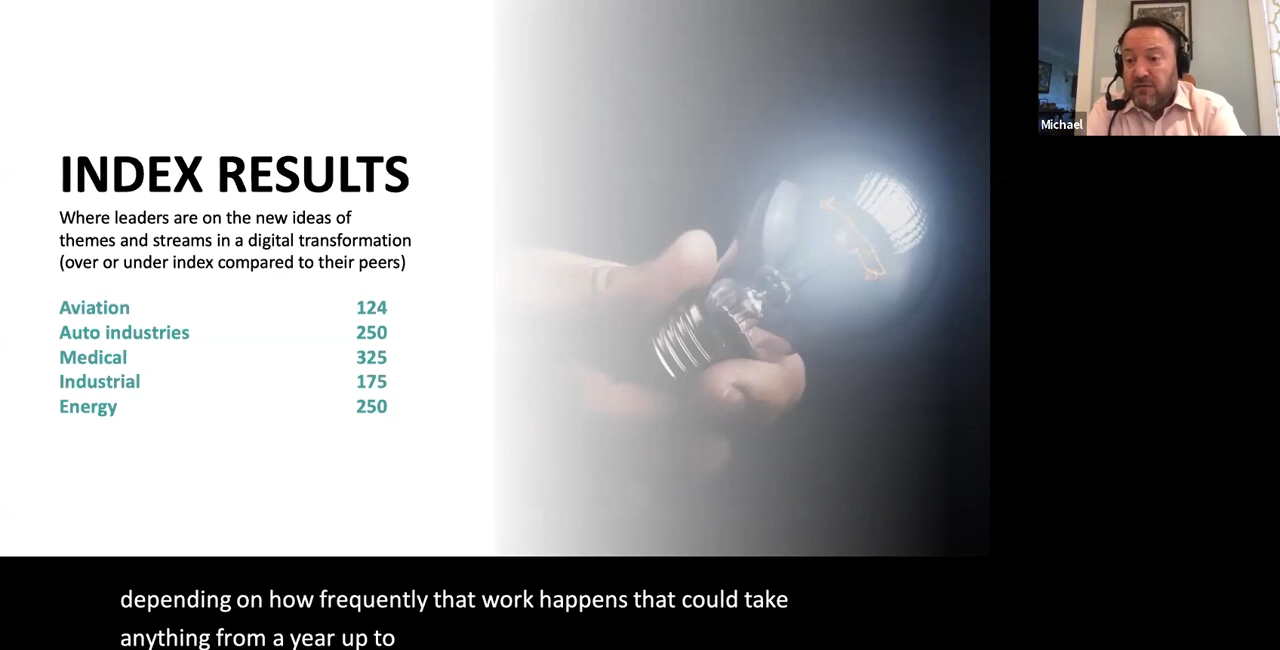 INDEX RESULTS
Where leaders are on the new ideas of
themes and streams in a digital transformation
(over or under index compared to their peers)
Aviation 124
Auto industries 250
Medical 325
Industrial 175
Energy 250
Michael
depending on how frequently that work happens that could take
anything from a year up to